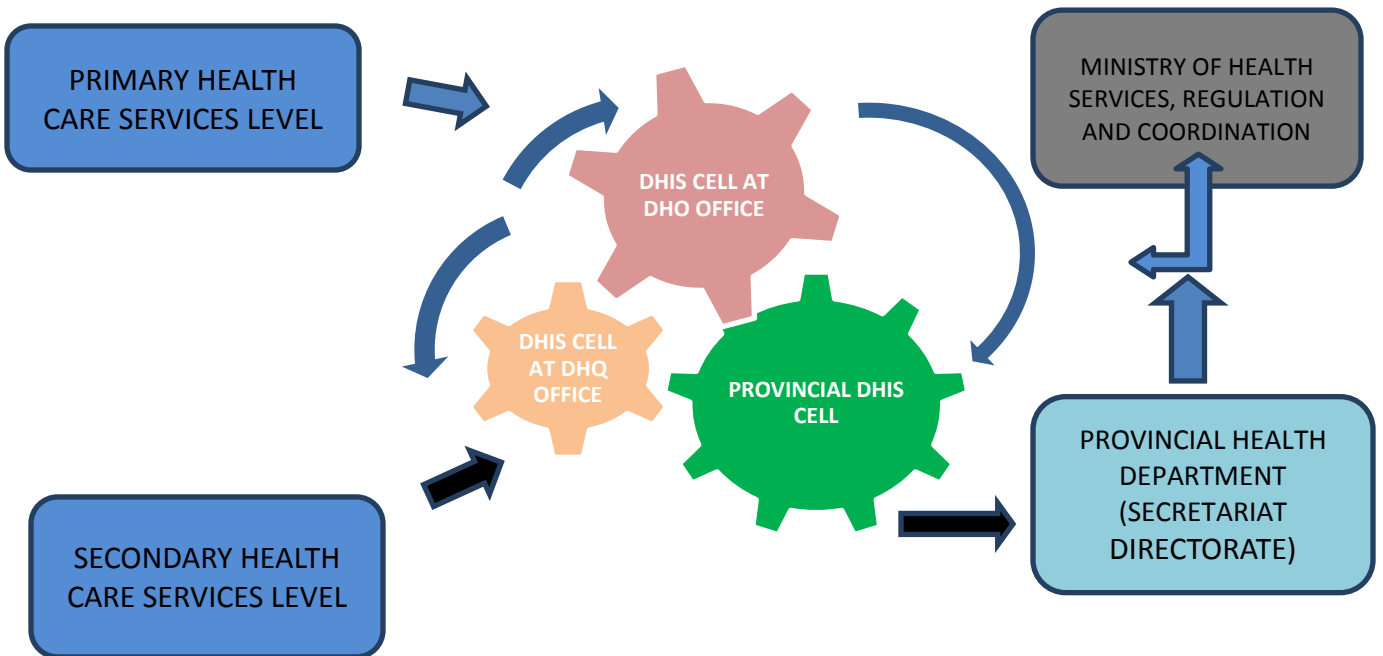 PRIMARY HEALTH
CARE SERVICES LEVEL
MINISTRY OF HEALTH
SERVICES, REGULATION
AND COORDINATION
DHIS CELL AT
DHO OFFICE
DHIS CELL
AT DHQ
OFFICE
PROVINCIAL DHIS
CELL
PROVINCIAL HEALTH
DEPARTMENT
(SECRETARIAT
DIRECTORATE)
SECONDARY HEALTH
CARE SERVICES LEVEL